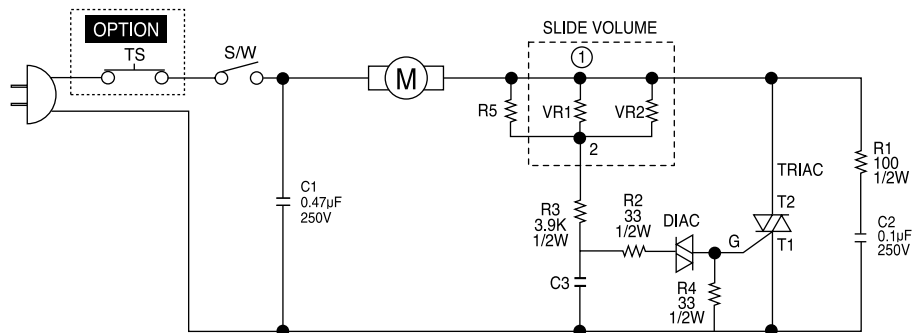 OPTION
TS
S/W
SLIDE VOLUME
1
M
R5
VR1
VR2
2
C1
0.47µF
250V
R3
3.9K
1/2W
R2
33
1/2W
DIAC
G
C3
R4
33
1/2W
TRIAC
T2
T1
R1
100
1/2W
C2
0.1µF
250V